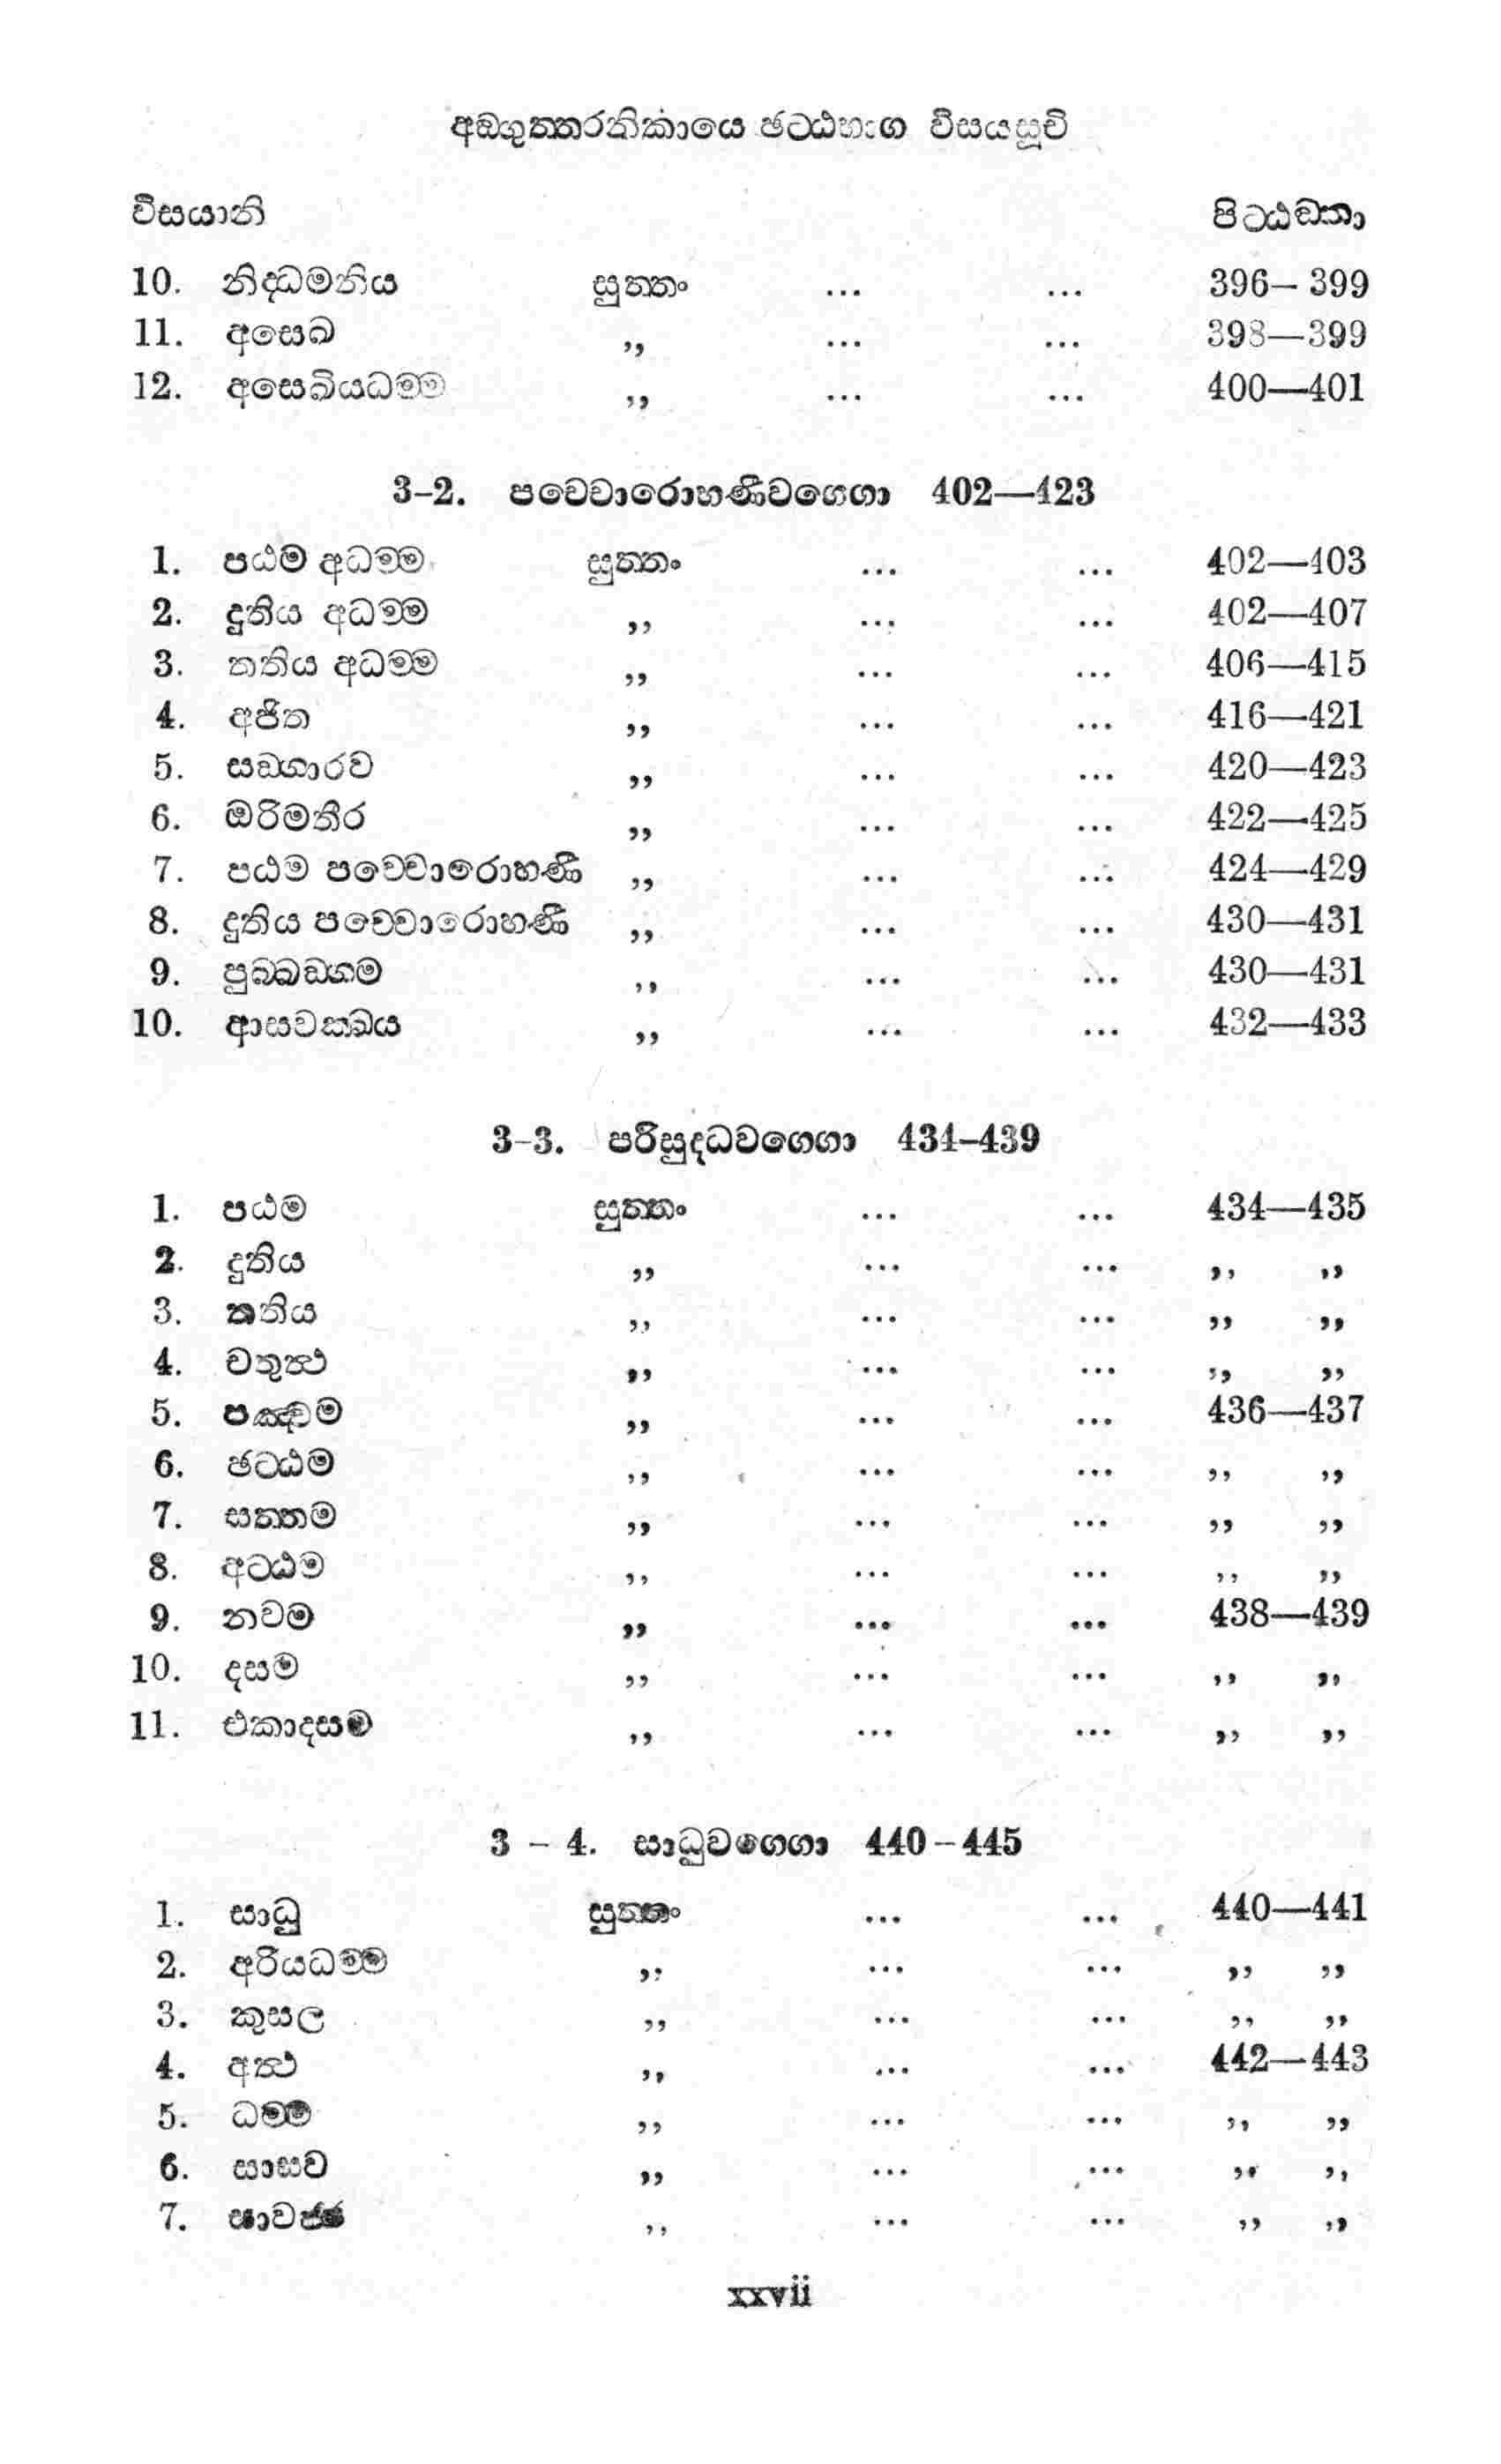 අඞ්ගුත්තරනිකායෙ ඡට්ඨභාග විසයසූචි
විසයානි පිට්ඨඞ්කා
10. නිද්ධමනිය සුත්තං ... ... 396– 399
11. අසෙඛ ,, ... ... 398—399
12. අසෙඛියධම්ම ,, ... ... 400—401
3-2. පච්චොරොහණීවග්ගො 402—423
1. පඨම අධම්ම සුත්තං ... ... 402—403
2. දුතිය අධම්ම ,, ... ... 402—407
3. තතිය අධම්ම ,, ... ... 406—415
4. අජිත ,, ... ... 416—421
5. සඞ්ගාරව ,, ... ... 420—423
6. ඔරිමතීර ,, ... ... 422—425
7. පඨම පච්චොරොහණී ,, ... ... 424—429
8. දුතිය පච්චොරොහණී ,, ... ... 430—431
9. පුබ්බඞ්ගම ,, ... ... 430—431
10. ආසවක්ඛය ,, ... ... 432—433
3-3. පරිසුද්ධවග්ගො 434–439
1. පඨම සුත්තං ... ... 434—435
2. දුතිය ,, ... ... ,, ,,
3. තතිය ,, ... ... ,, ,,
4. චතුත්ථ ,, ... ... ,, ,,
5. පඤ්චම ,, ... ... 436—437
6. ඡට්ඨම ,, ... ... ,, ,,
7. සත්තම ,, ... ... ,, ,,
8. අට්ඨම ,, ... ... ,, ,,
9. නවම ,, ... ... 438—439
10. දසම ,, ... ... ,, ,,
11. එකාදසම ,, ... ... ,, ,,
3 – 4. සාධුවග්ගො 440–445
1. සාධු සුත්තං ... ... 440—441
2. අරියධම්ම ,, ... ... ,, ,,
3. කුසල ,, ... ... ,, ,,
4. අත්ථ ,, ... ... 442—443
5. ධම්ම ,, ... ... ,, ,,
6. සාසව ,, ... ... ,, ,,
7. සාවජ්ජ ,, ... ... ,, ,,
xxvii